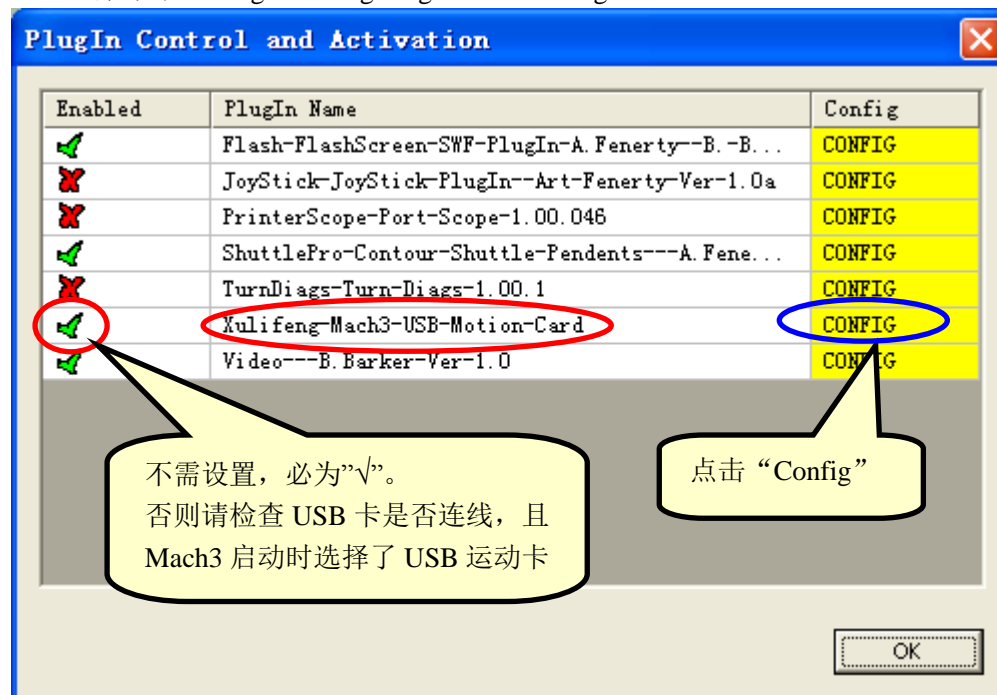 PlugIn Control and Activation
Enabled PlugIn Name Config
Flash-FlashScreen-SWF-PlugIn-A.Fenerty--B.-B... CONFIG
JoyStick-JoyStick-PlugIn--Art-Fenerty-Ver-1.0a CONFIG
PrinterScope-Port-Scope-1.00.046 CONFIG
ShuttlePro-Contour-Shuttle-Pendents---A.Fene... CONFIG
TurnDiags-Turn-Diags-1.00.1 CONFIG
Xulifeng-Mach3-USB-Motion-Card CONFIG
Video---B.Barker-Ver-1.0 CONFIG
不需设置，必为”√”。
否则请检查 USB 卡是否连线，且
Mach3 启动时选择了 USB 运动卡
点击“Config”
OK